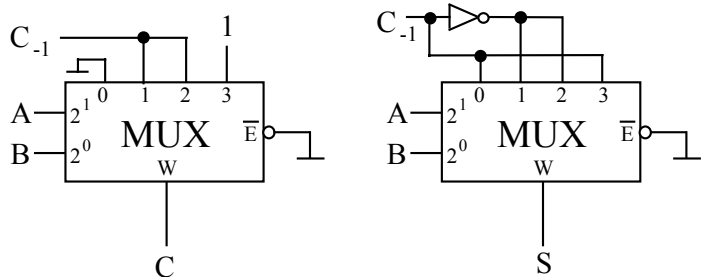 C-1 1
0 1 2 3
A 2^1 MUX E̅
B 2^0
W
C
C-1
0 1 2 3
A 2^1 MUX E̅
B 2^0
W
S